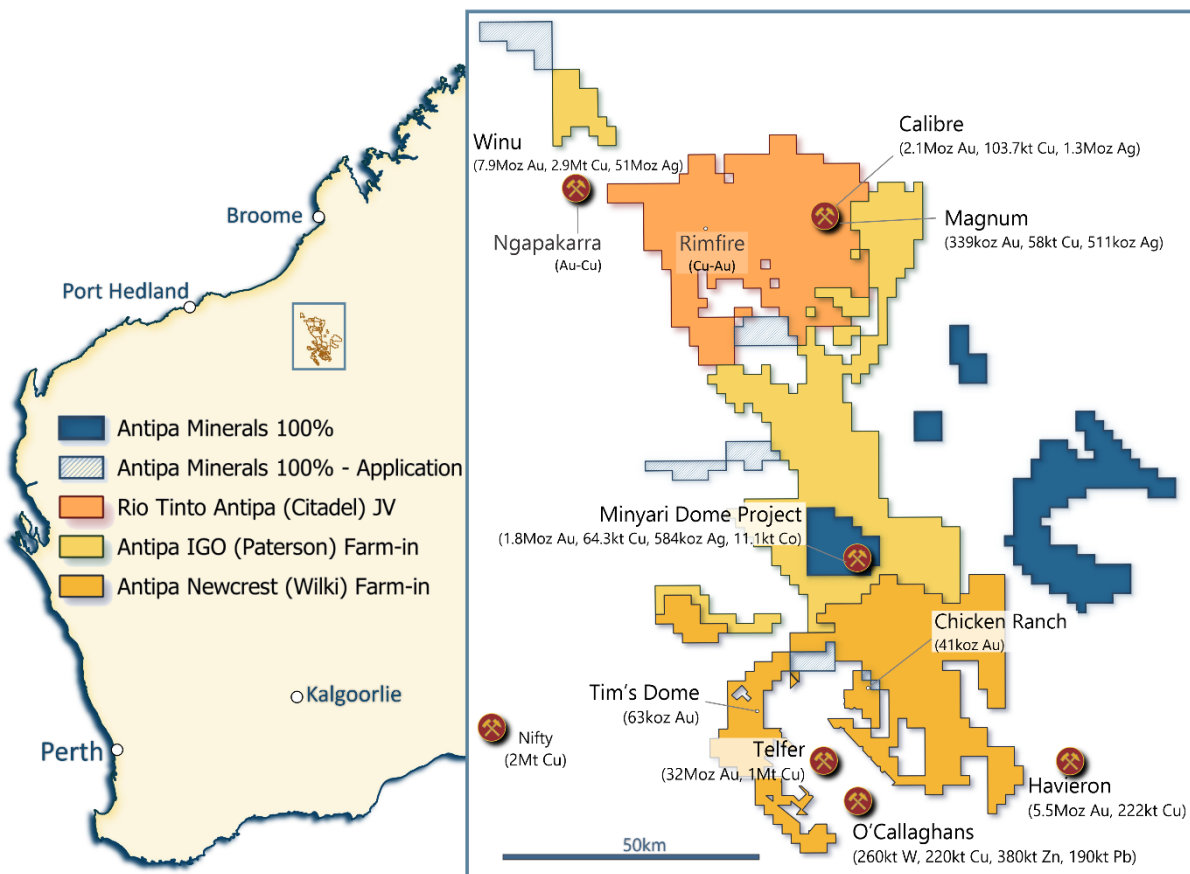 Broome
Port Hedland
Antipa Minerals 100%
Antipa Minerals 100% - Application
Rio Tinto Antipa (Citadel) JV
Antipa IGO (Paterson) Farm-in
Antipa Newcrest (Wilki) Farm-in
Kalgoorlie
Perth
Winu
(7.9Moz Au, 2.9Mt Cu, 51Moz Ag)
Ngapakarra
(Au-Cu)
Rimfire
(Cu-Au)
Calibre
(2.1Moz Au, 103.7kt Cu, 1.3Moz Ag)
Magnum
(339koz Au, 58kt Cu, 511koz Ag)
Minyari Dome Project
(1.8Moz Au, 64.3kt Cu, 584koz Ag, 11.1kt Co)
Chicken Ranch
(41koz Au)
Tim's Dome
(63koz Au)
Nifty
(2Mt Cu)
Telfer
(32Moz Au, 1Mt Cu)
Havieron
(5.5Moz Au, 222kt Cu)
O'Callaghans
(260kt W, 220kt Cu, 380kt Zn, 190kt Pb)
50km